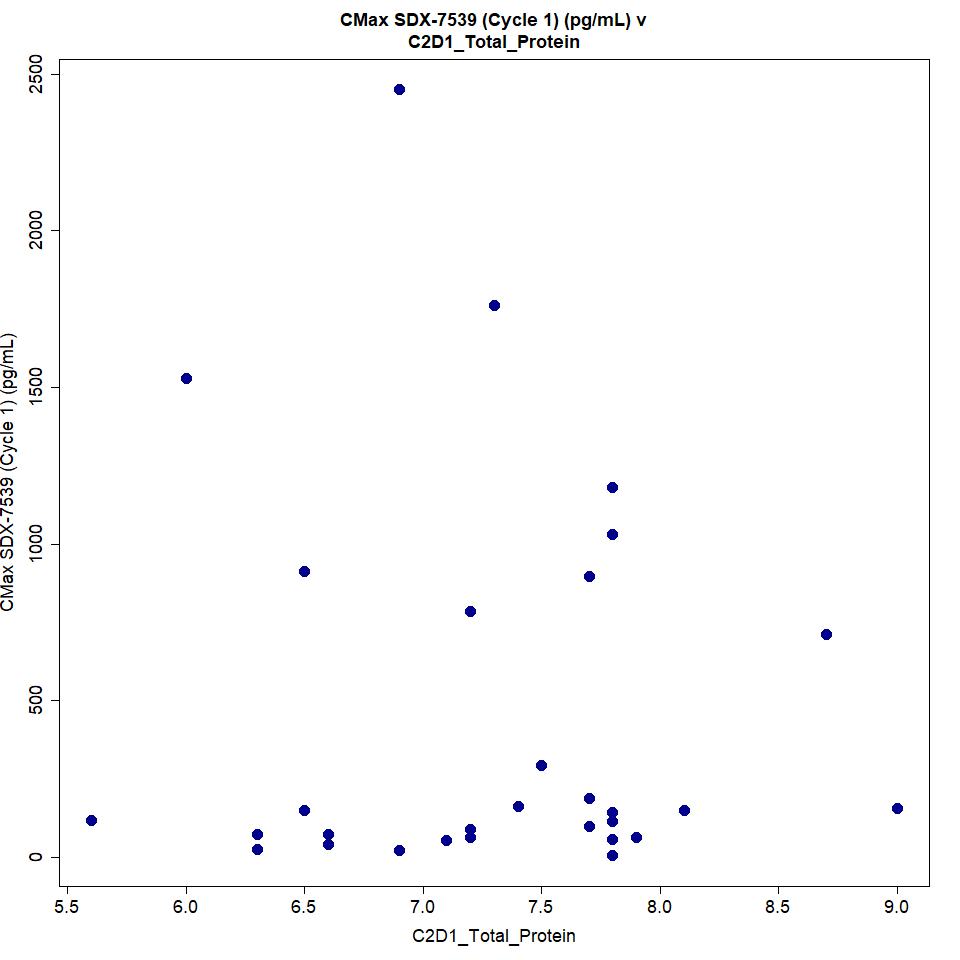 CMax SDX-7539 (Cycle 1) (pg/mL) v
C2D1_Total_Protein
2500
2000
1500
1000
500
0
CMax SDX-7539 (Cycle 1) (pg/mL)
5.5 6.0 6.5 7.0 7.5 8.0 8.5 9.0
C2D1_Total_Protein